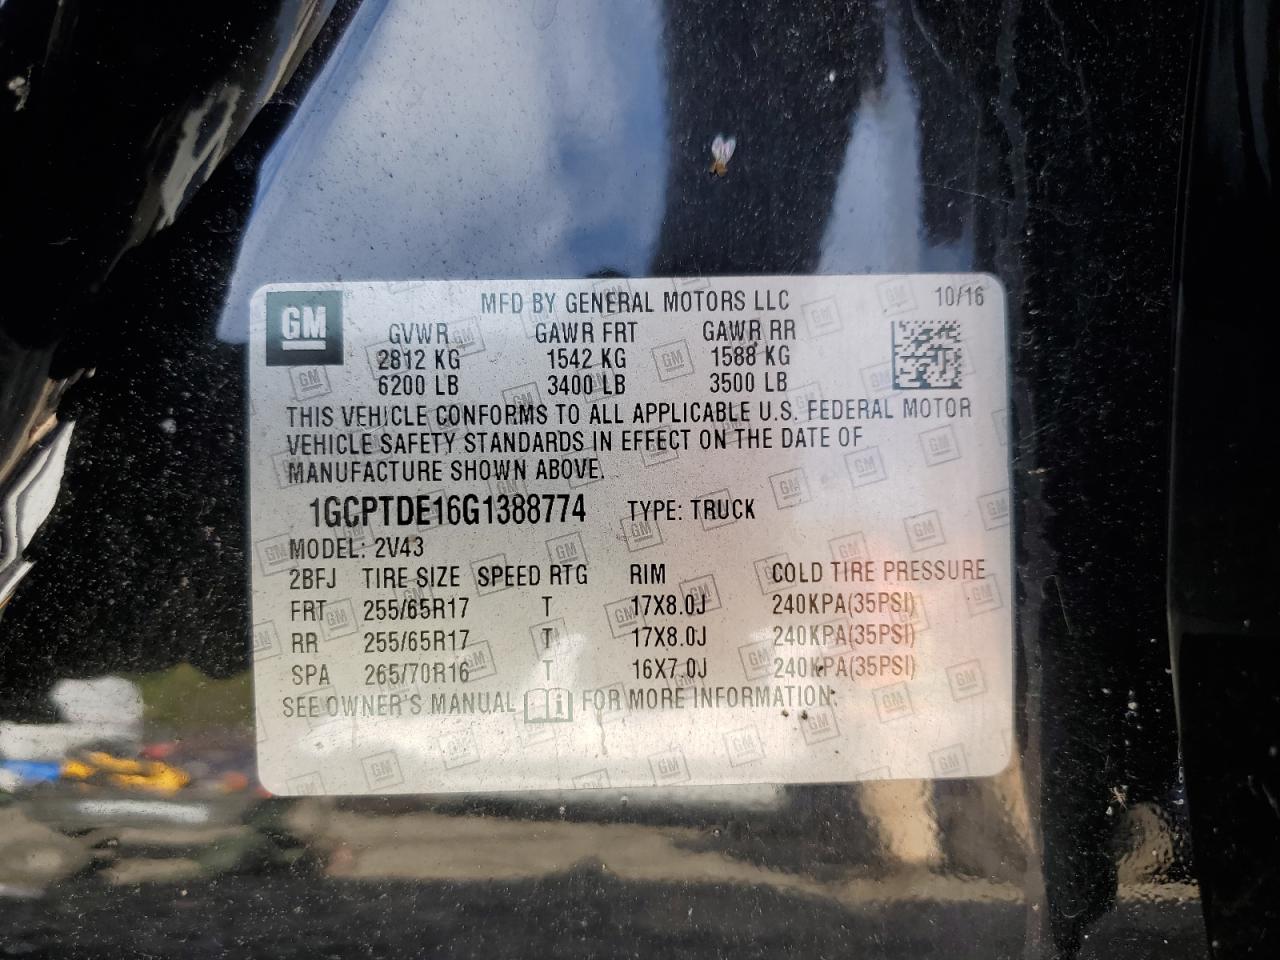 GM
MFD BY GENERAL MOTORS LLC 10/16
GVWR GAWR FRT GAWR RR
2812 KG 1542 KG 1588 KG
6200 LB 3400 LB 3500 LB
THIS VEHICLE CONFORMS TO ALL APPLICABLE U.S. FEDERAL MOTOR
VEHICLE SAFETY STANDARDS IN EFFECT ON THE DATE OF
MANUFACTURE SHOWN ABOVE.
1GCPTDE16G1388774 TYPE: TRUCK
MODEL: 2V43
2BFJ TIRE SIZE SPEED RTG RIM COLD TIRE PRESSURE
FRT 255/65R17 T 17X8.0J 240KPA(35PSI)
RR 255/65R17 T 17X8.0J 240KPA(35PSI)
SPA 265/70R16 T 16X7.0J 240KPA(35PSI)
SEE OWNER'S MANUAL FOR MORE INFORMATION.